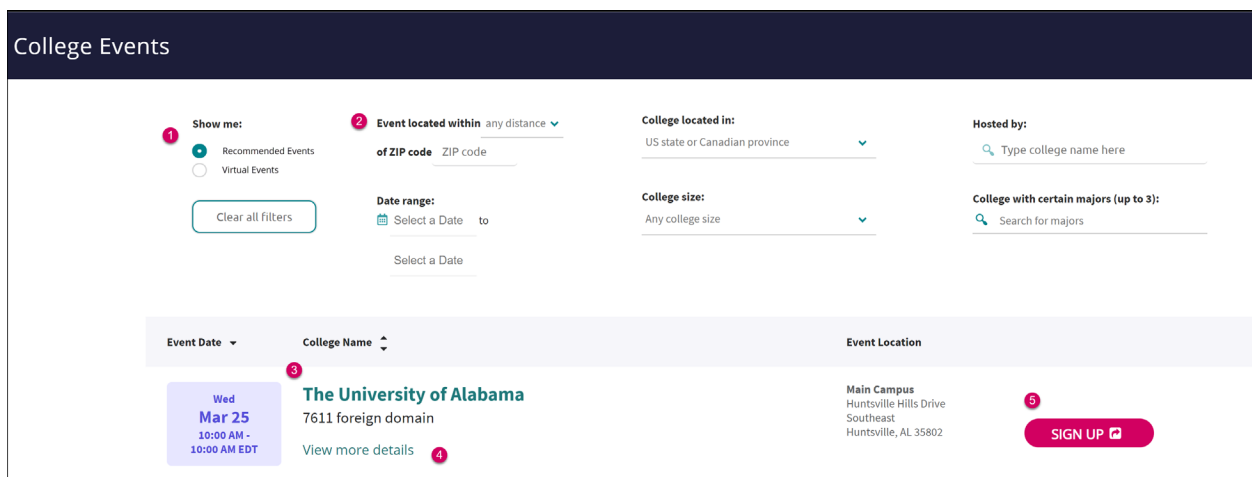 College Events
1
Show me:
Recommended Events
Virtual Events
Clear all filters
2
Event located within any distance
of ZIP code ZIP code
Date range:
Select a Date to
Select a Date
College located in:
US state or Canadian province
College size:
Any college size
Hosted by:
Type college name here
College with certain majors (up to 3):
Search for majors
Event Date
College Name
Event Location
Wed
Mar 25
10:00 AM -
10:00 AM EDT
3
The University of Alabama
7611 foreign domain
View more details
4
Main Campus
Huntsville Hills Drive
Southeast
Huntsville, AL 35802
5
SIGN UP